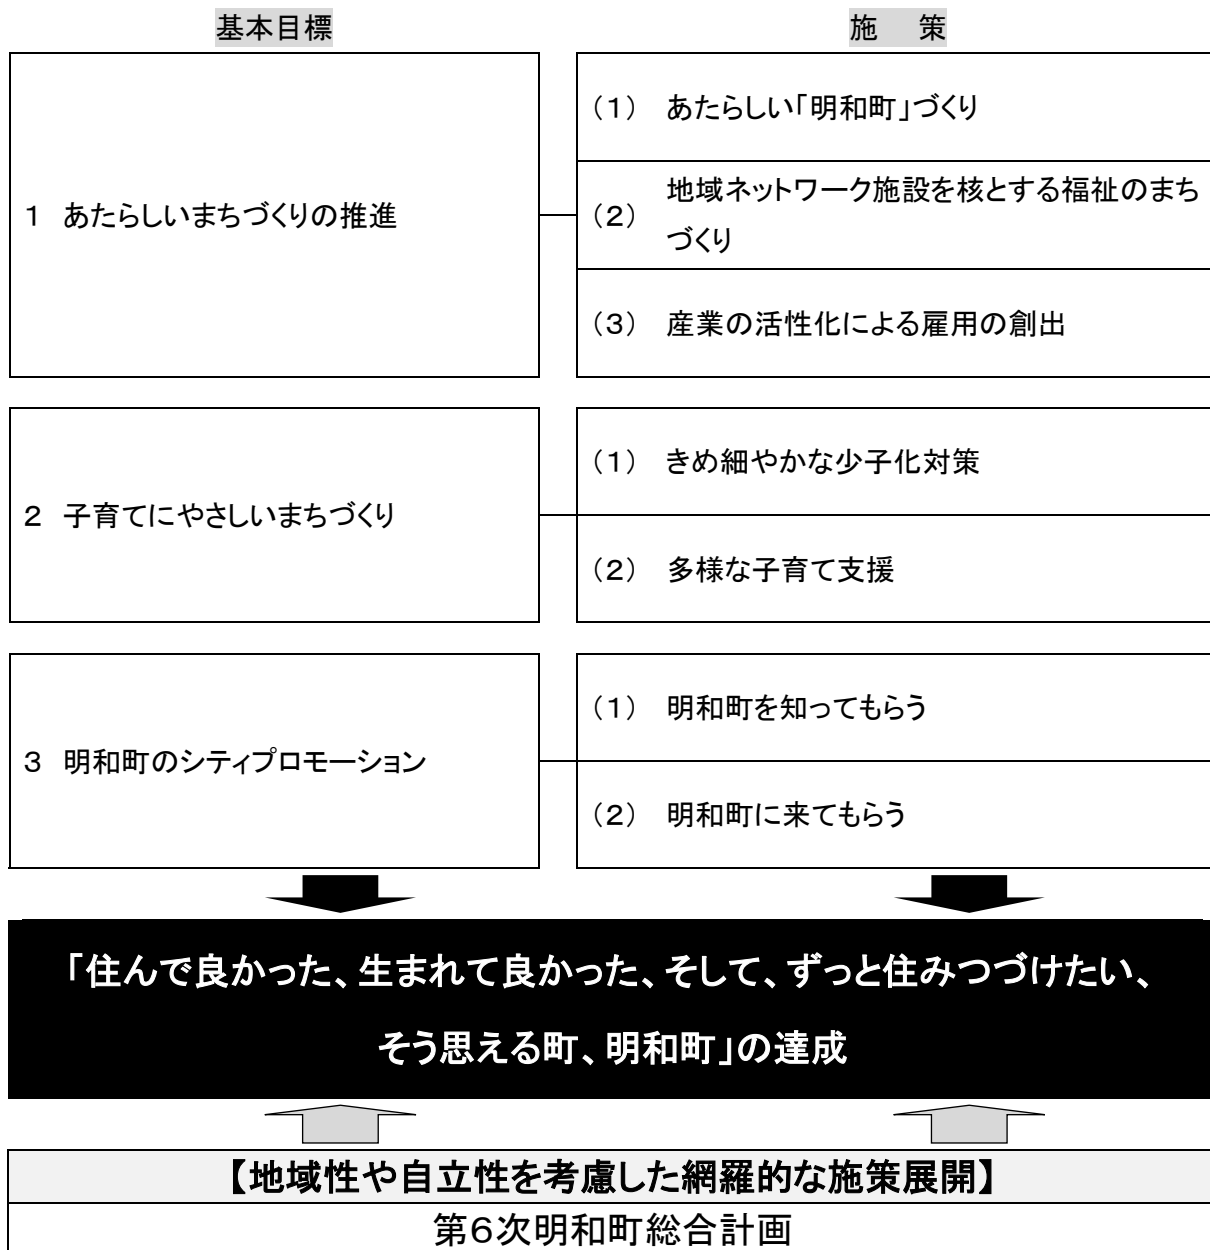 基本目標
施　策
1 あたらしいまちづくりの推進
（1） あたらしい「明和町」づくり
（2） 地域ネットワーク施設を核とする福祉のまち
づくり
（3） 産業の活性化による雇用の創出
2 子育てにやさしいまちづくり
（1） きめ細やかな少子化対策
（2） 多様な子育て支援
3 明和町のシティプロモーション
（1） 明和町を知ってもらう
（2） 明和町に来てもらう
「住んで良かった、生まれて良かった、そして、ずっと住みつづけたい、
そう思える町、明和町」の達成
【地域性や自立性を考慮した網羅的な施策展開】
第6次明和町総合計画